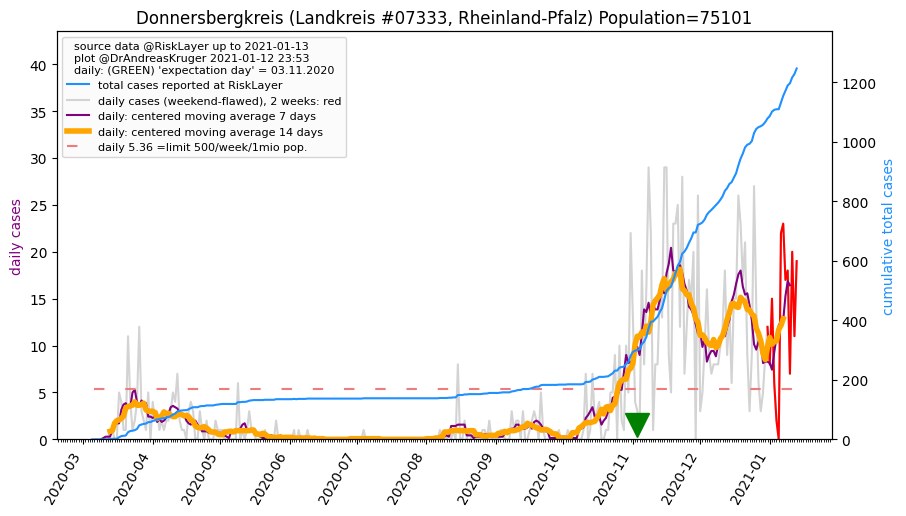 Donnersbergkreis (Landkreis #07333, Rheinland-Pfalz) Population=75101
source data @RiskLayer up to 2021-01-13
plot @DrAndreasKruger 2021-01-12 23:53
daily: (GREEN) 'expectation day' = 03.11.2020
total cases reported at RiskLayer
daily cases (weekend-flawed), 2 weeks: red
daily: centered moving average 7 days
daily: centered moving average 14 days
daily 5.36 =limit 500/week/1mio pop.
daily cases
40
35
30
25
20
15
10
5
0
cumulative total cases
1200
1000
800
600
400
200
0
2020-03
2020-04
2020-05
2020-06
2020-07
2020-08
2020-09
2020-10
2020-11
2020-12
2021-01